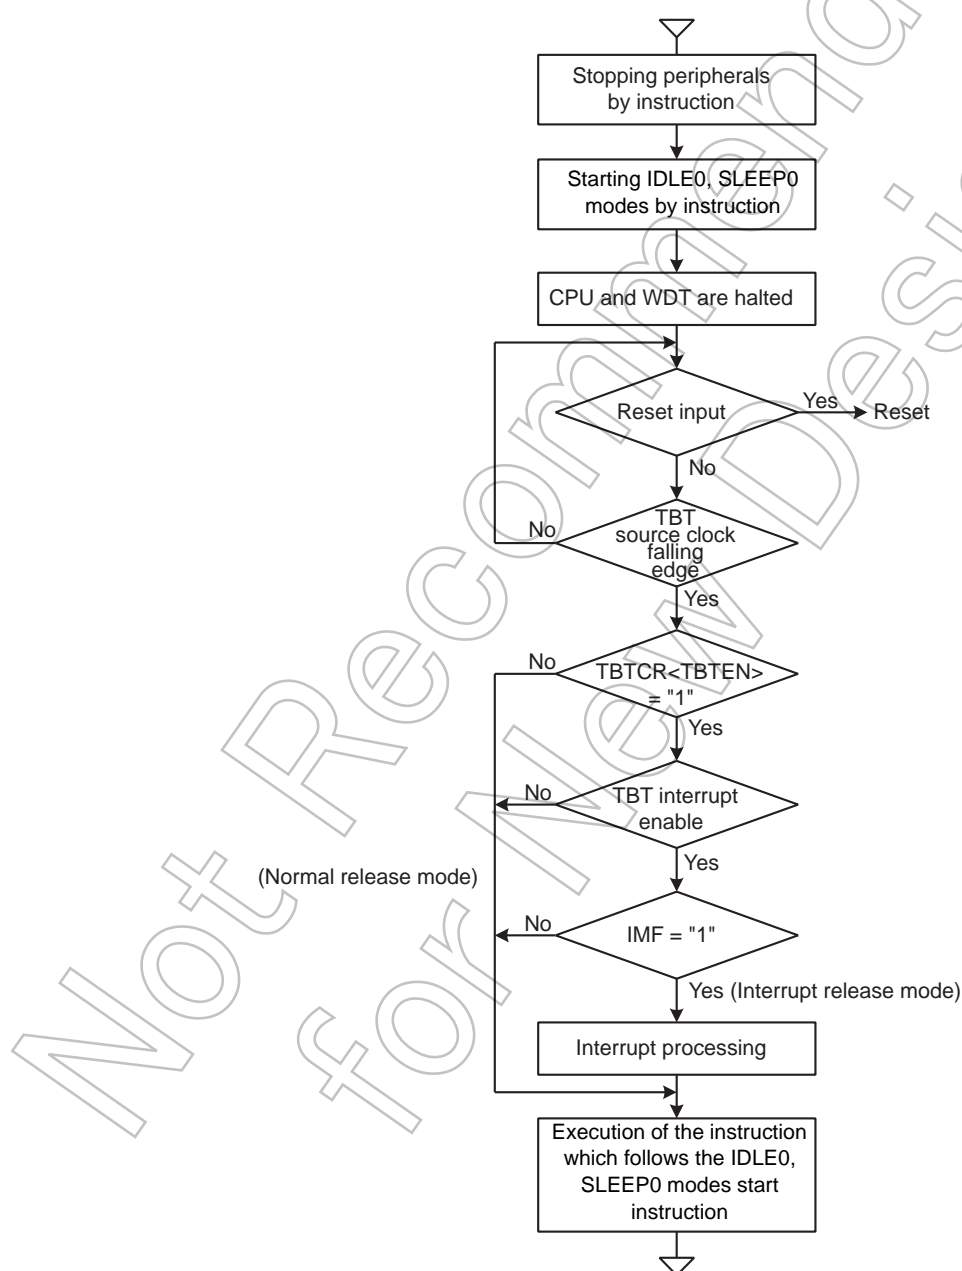 Stopping peripherals
by instruction
Starting IDLE0, SLEEP0
modes by instruction
CPU and WDT are halted
Reset input
Yes
Reset
No
No
TBT
source clock
falling
edge
Yes
No
TBTCR<TBTEN>
= "1"
Yes
No
TBT interrupt
enable
Yes
(Normal release mode)
No
IMF = "1"
Yes (Interrupt release mode)
Interrupt processing
Execution of the instruction
which follows the IDLE0,
SLEEP0 modes start
instruction
Not Recommend
for New Desi